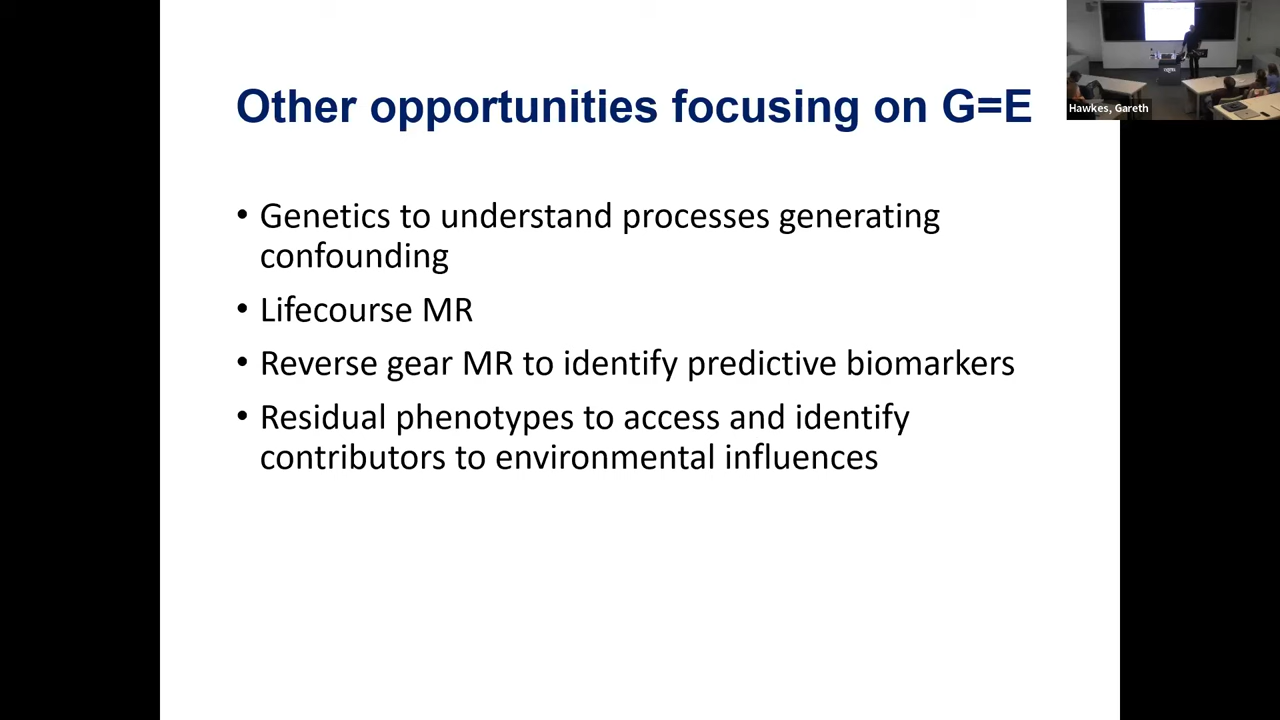 Other opportunities focusing on G=E
Hawkes, Gareth
• Genetics to understand processes generating
confounding
• Lifecourse MR
• Reverse gear MR to identify predictive biomarkers
• Residual phenotypes to access and identify
contributors to environmental influences